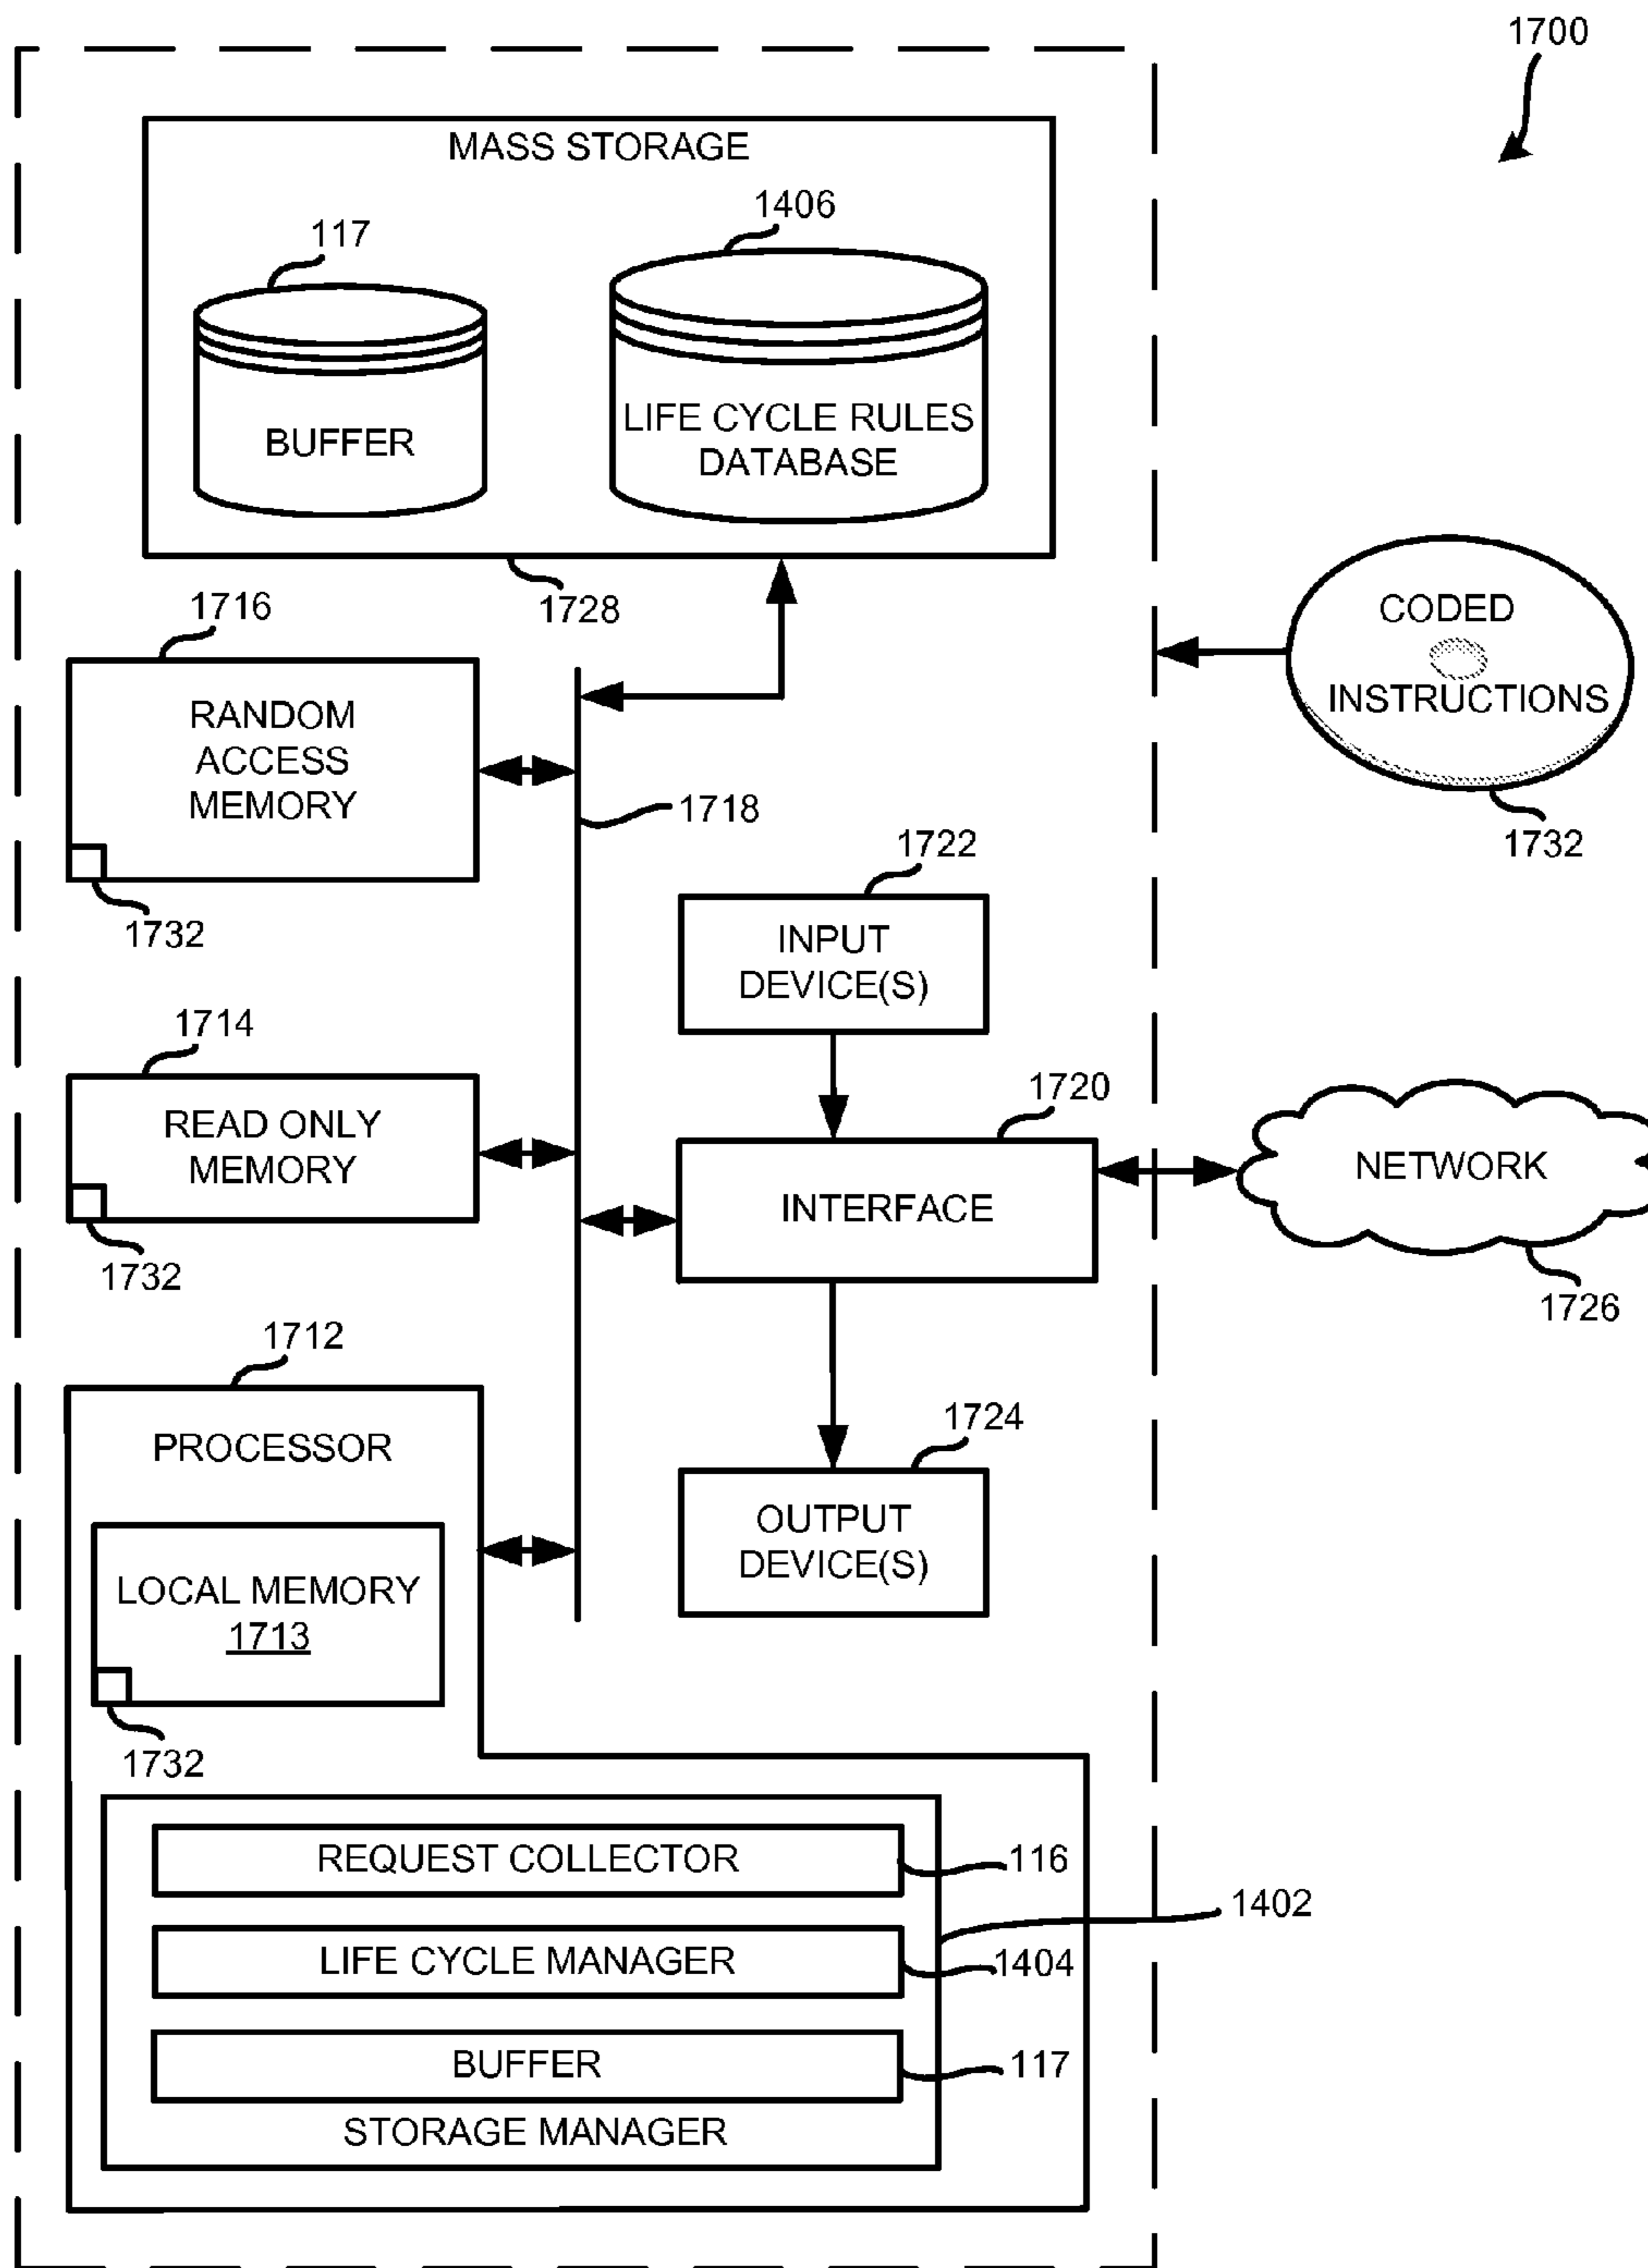 1700
MASS STORAGE
1406
117
LIFE CYCLE RULES
DATABASE
BUFFER
1728
1716
CODED
INSTRUCTIONS
1732
RANDOM
ACCESS
MEMORY
1718
1732
1722
INPUT
DEVICE(S)
1714
READ ONLY
MEMORY
1732
1720
INTERFACE
NETWORK
1726
1712
PROCESSOR
1724
OUTPUT
DEVICE(S)
LOCAL MEMORY
1713
1732
REQUEST COLLECTOR
116
1402
LIFE CYCLE MANAGER
1404
BUFFER
117
STORAGE MANAGER